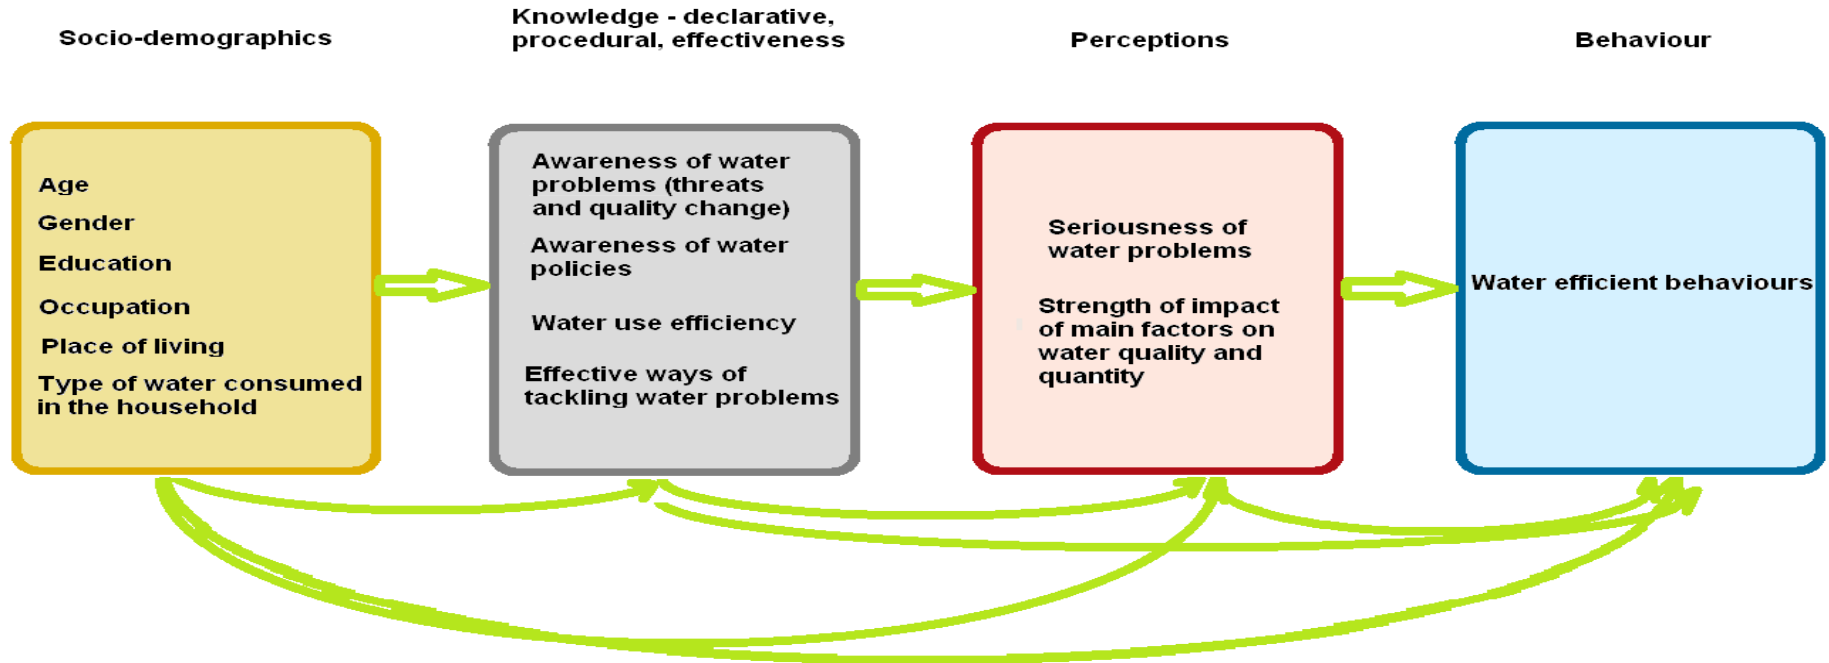 Socio-demographics
Knowledge - declarative,
procedural, effectiveness
Perceptions
Behaviour
Age
Gender
Education
Occupation
Place of living
Type of water consumed
in the household
Awareness of water
problems (threats
and quality change)
Awareness of water
policies
Water use efficiency
Effective ways of
tackling water problems
Seriousness of
water problems
Strength of impact
of main factors on
water quality and
quantity
Water efficient behaviours